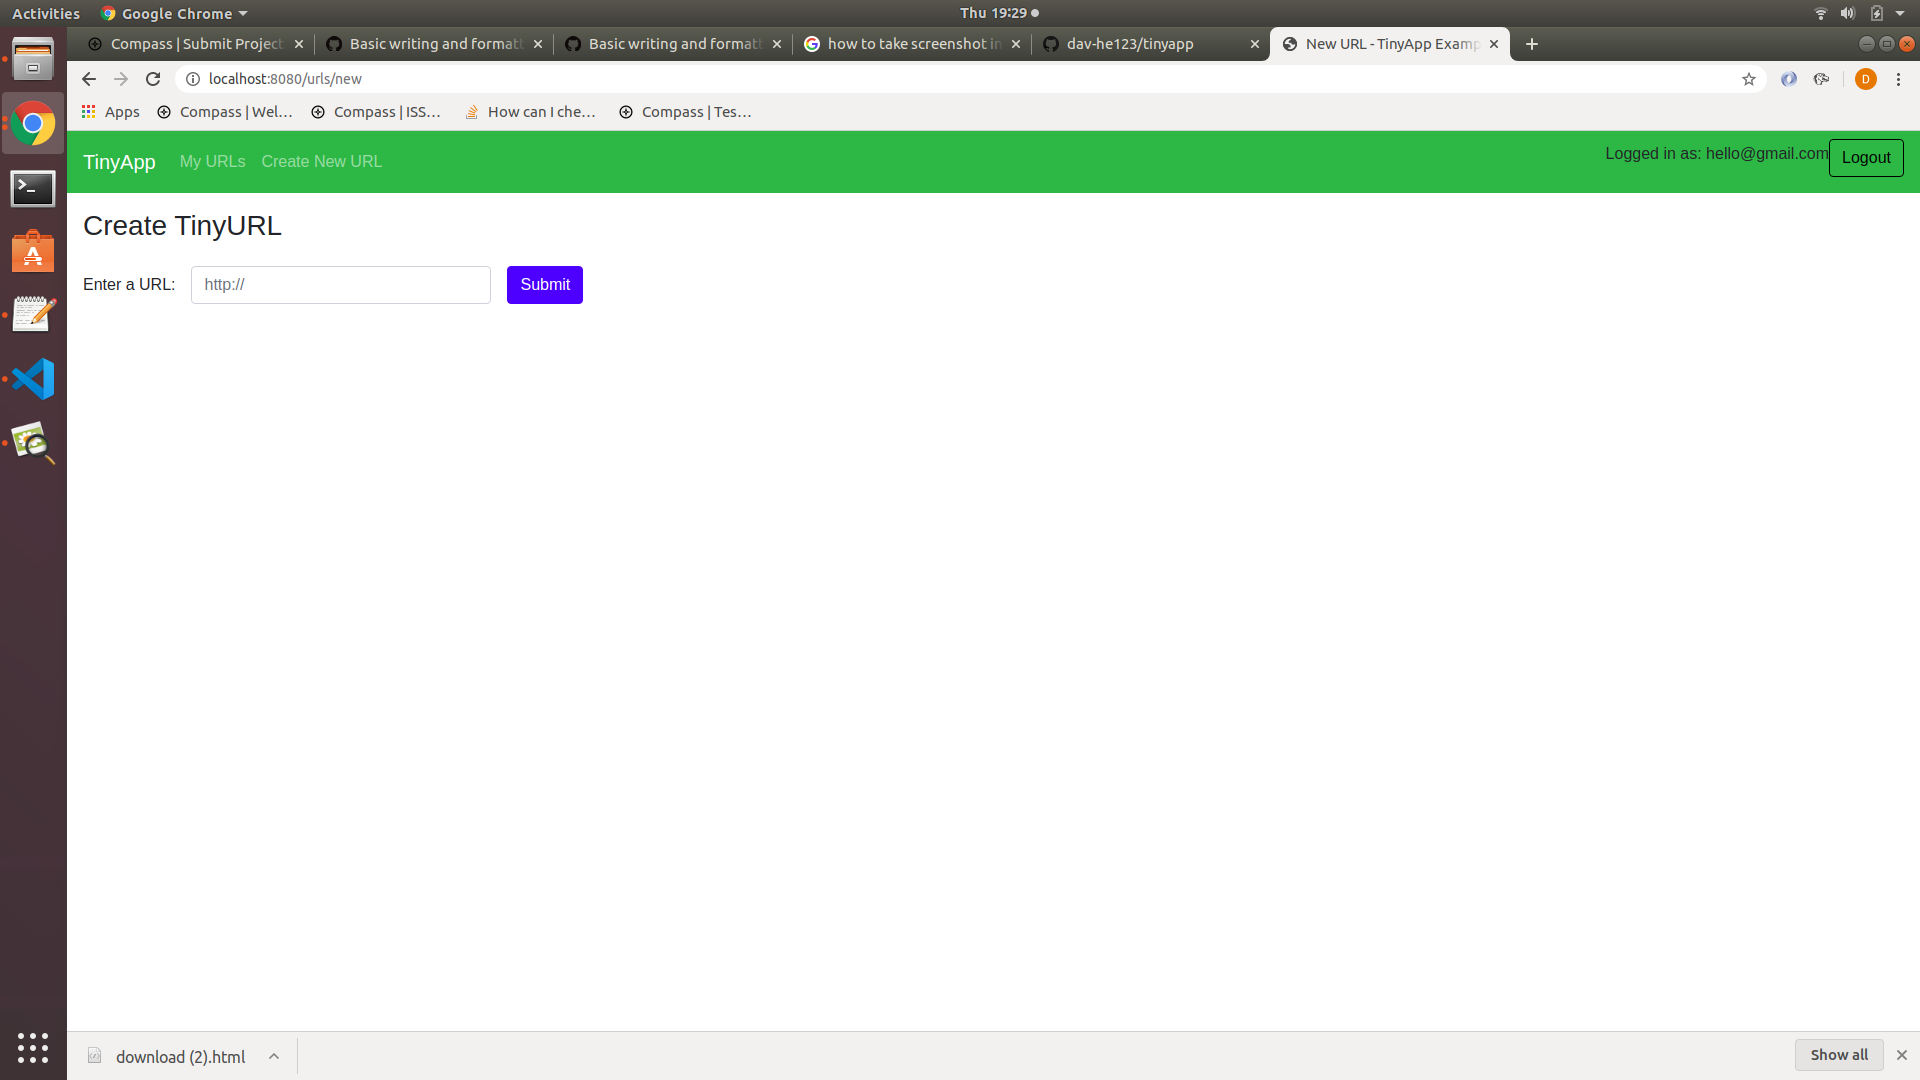 Activities Google Chrome Thu 19:29
Compass | Submit Project Basic writing and formatt Basic writing and formatt how to take screenshot in dav-he123/tinyapp New URL - TinyApp Examp
localhost:8080/urls/new D
Apps Compass | Wel... Compass | ISS... How can I che... Compass | Tes...
TinyApp My URLs Create New URL Logged in as: hello@gmail.com Logout
Create TinyURL
Enter a URL: http:// Submit
download (2).html Show all